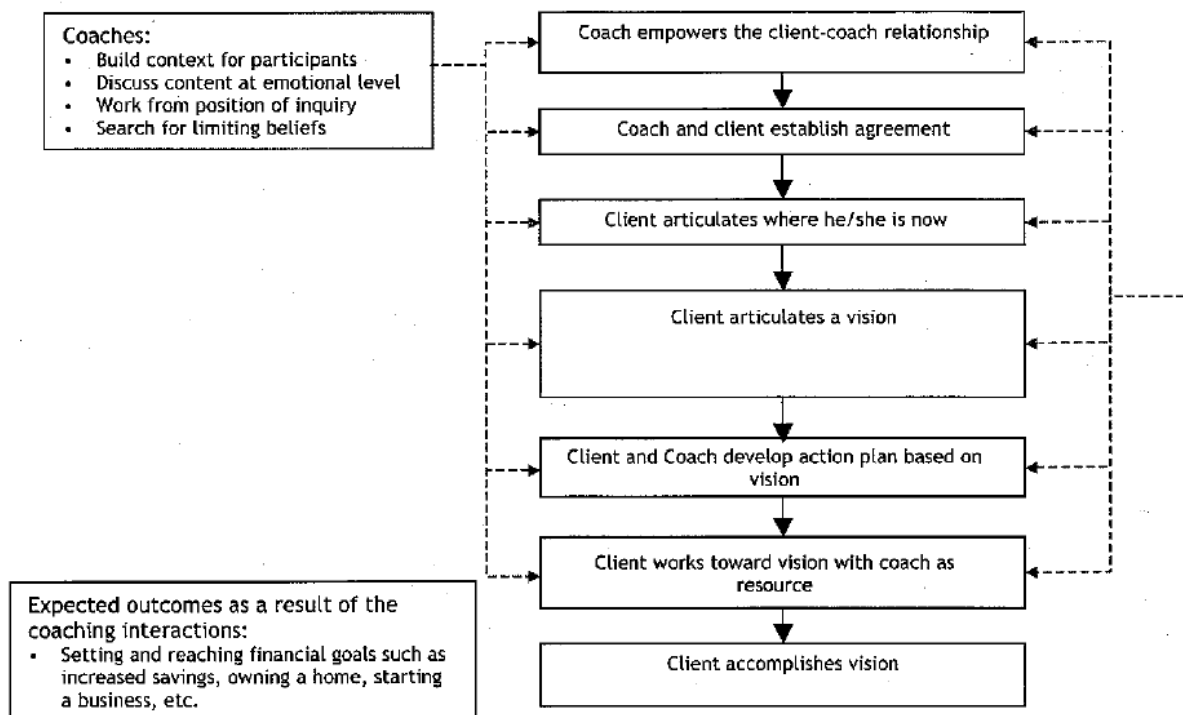 Coaches:
• Build context for participants
• Discuss content at emotional level
• Work from position of inquiry
• Search for limiting beliefs
Coach empowers the client-coach relationship
Coach and client establish agreement
Client articulates where he/she is now
Client articulates a vision
Client and Coach develop action plan based on
vision
Client works toward vision with coach as
resource
Client accomplishes vision
Expected outcomes as a result of the
coaching interactions:
• Setting and reaching financial goals such as
increased savings, owning a home, starting
a business, etc.